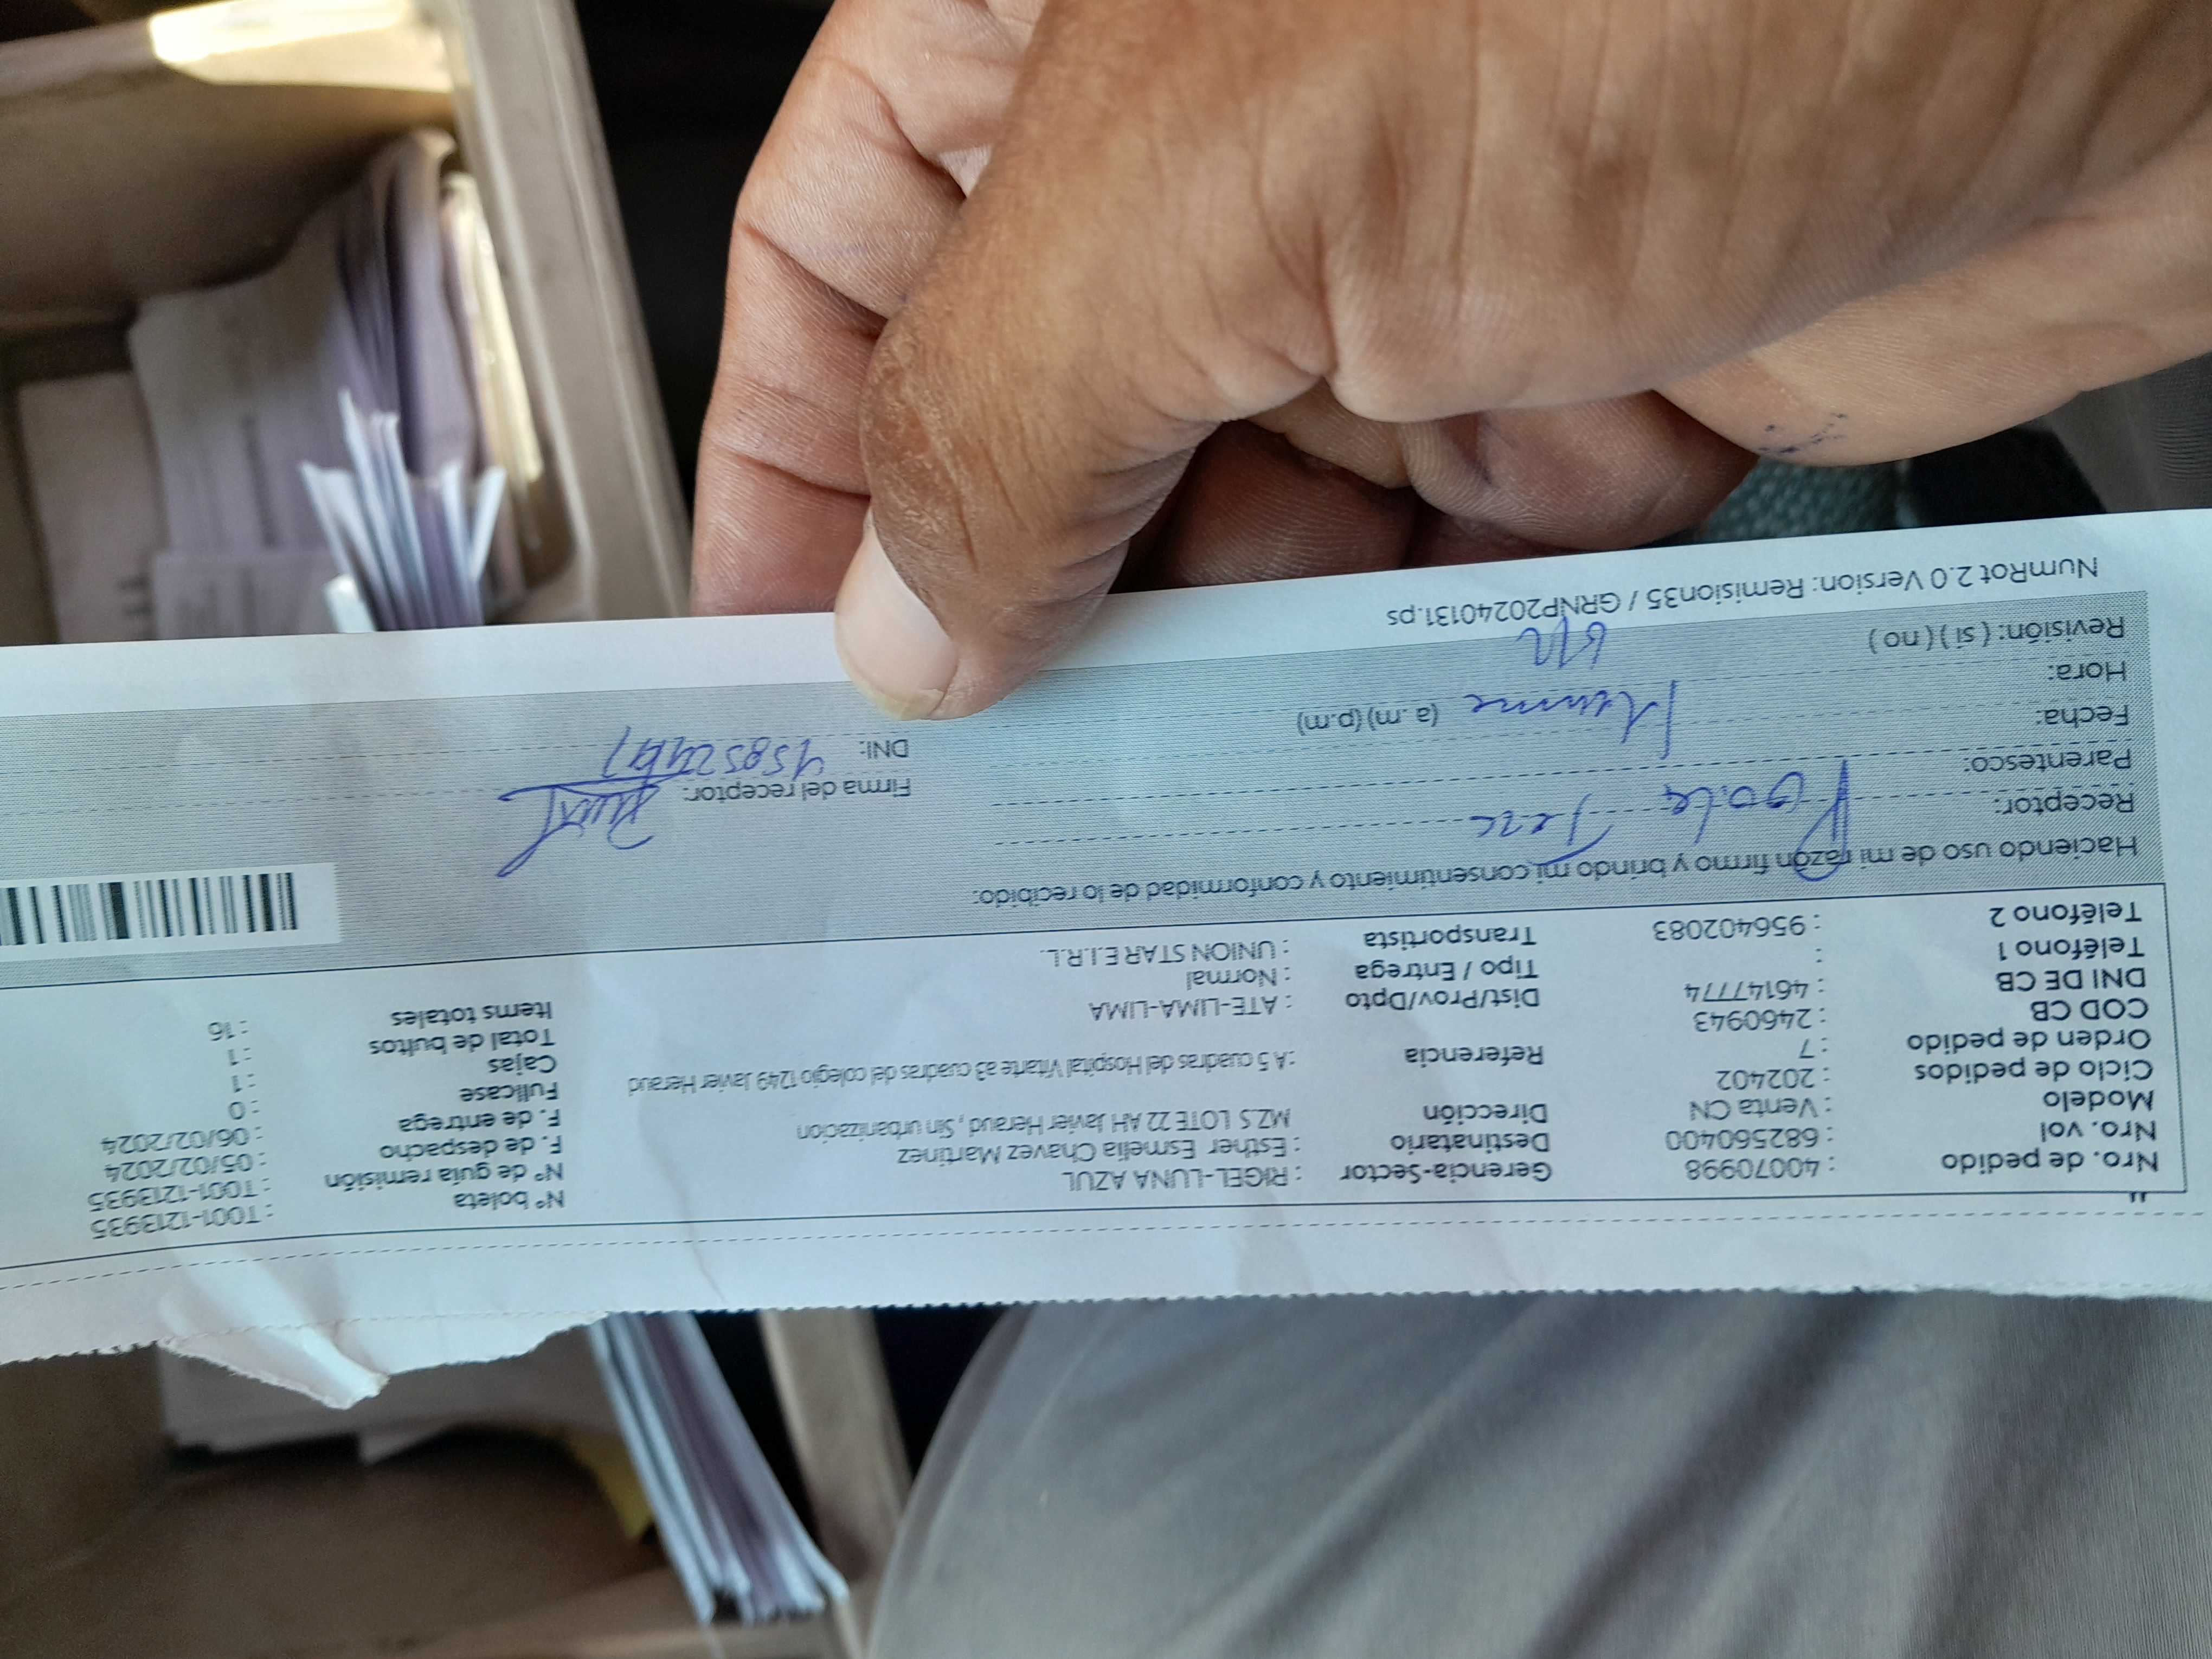 Nro. de pedido : 40070998 Gerencia-Sector : RIGEL-LUNA AZUL N° boleta : T001-1213935
Nro. vol : 682560400 Destinatario : Esther Esmelia Chavez Martinez N° de guía remisión : T001-1213935
Modelo : Venta CN Dirección MZ.S LOTE 22 AH Javier Heraud , Sin urbanizacion F. de despacho : 05/02/2024
Ciclo de pedidos : 202402 F. de entrega : 06/02/2024
Orden de pedido : 7 Referencia : A 5 cuadras del Hospital Vitarte a3 cuadras del colegio 1249 Javier Heraud Fullcase : 0
COD CB : 2460943 Cajas : 1
DNI DE CB : 46147774 Dist/Prov/Dpto : ATE-LIMA-LIMA Total de bultos : 1
Teléfono 1 : Tipo / Entrega : Normal Items totales : 16
Teléfono 2 : 956402083 Transportista : UNION STAR E.I.R.L.
Haciendo uso de mi razón firmo y brindo mi consentimiento y conformidad de lo recibido:
Receptor:
Parentesco: Firma del receptor:
Fecha: DNI:
Hora: (a.m) (p.m)
Revisión: ( si ) ( no )
NumRot 2.0 Version: Remision35 / GRNP20240131.ps